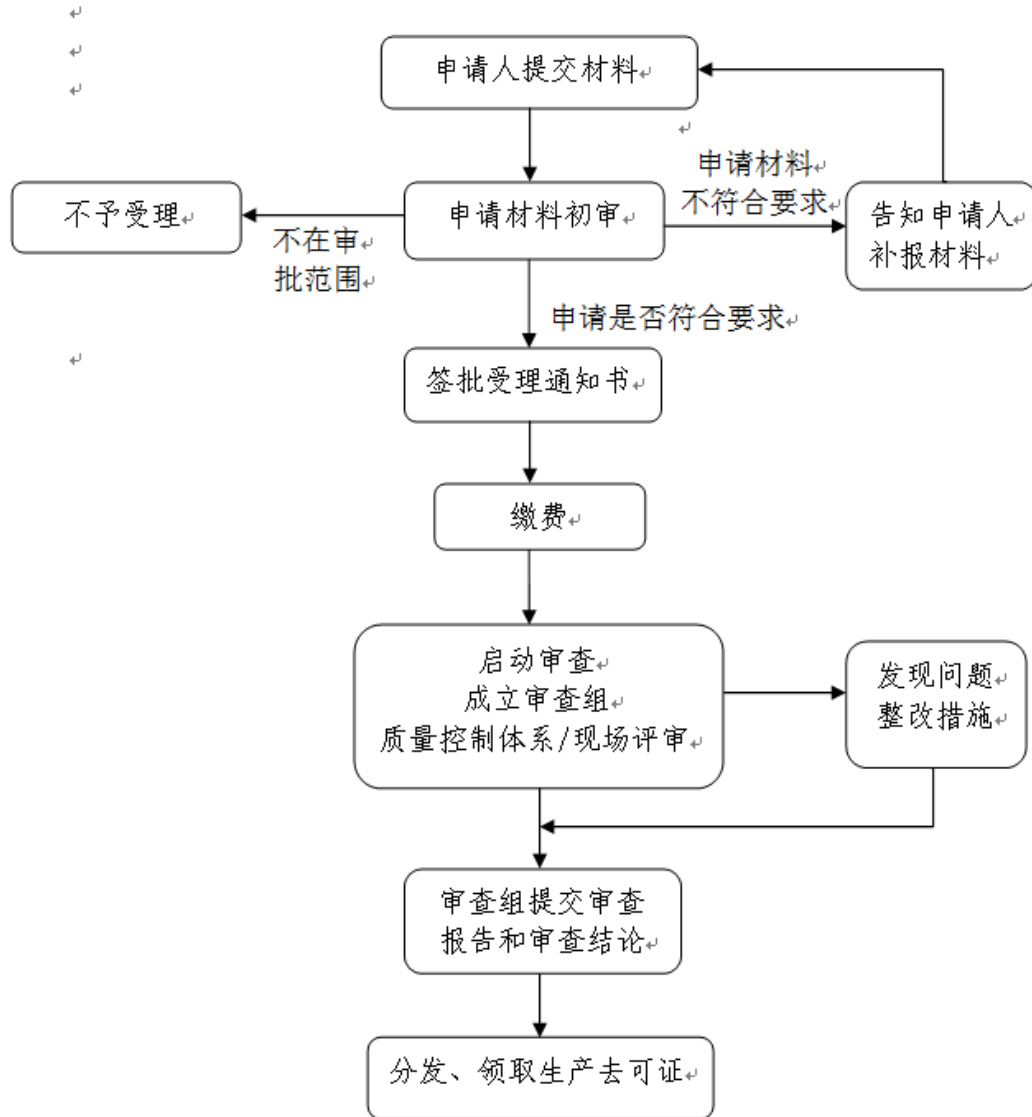 申请人提交材料
申请材料
不符合要求
不予受理
申请材料初审
告知申请人
补报材料
不在审
批范围
申请是否符合要求
签批受理通知书
缴费
启动审查
成立审查组
质量控制体系/现场评审
发现问题
整改措施
审查组提交审查
报告和审查结论
分发、领取生产去可证